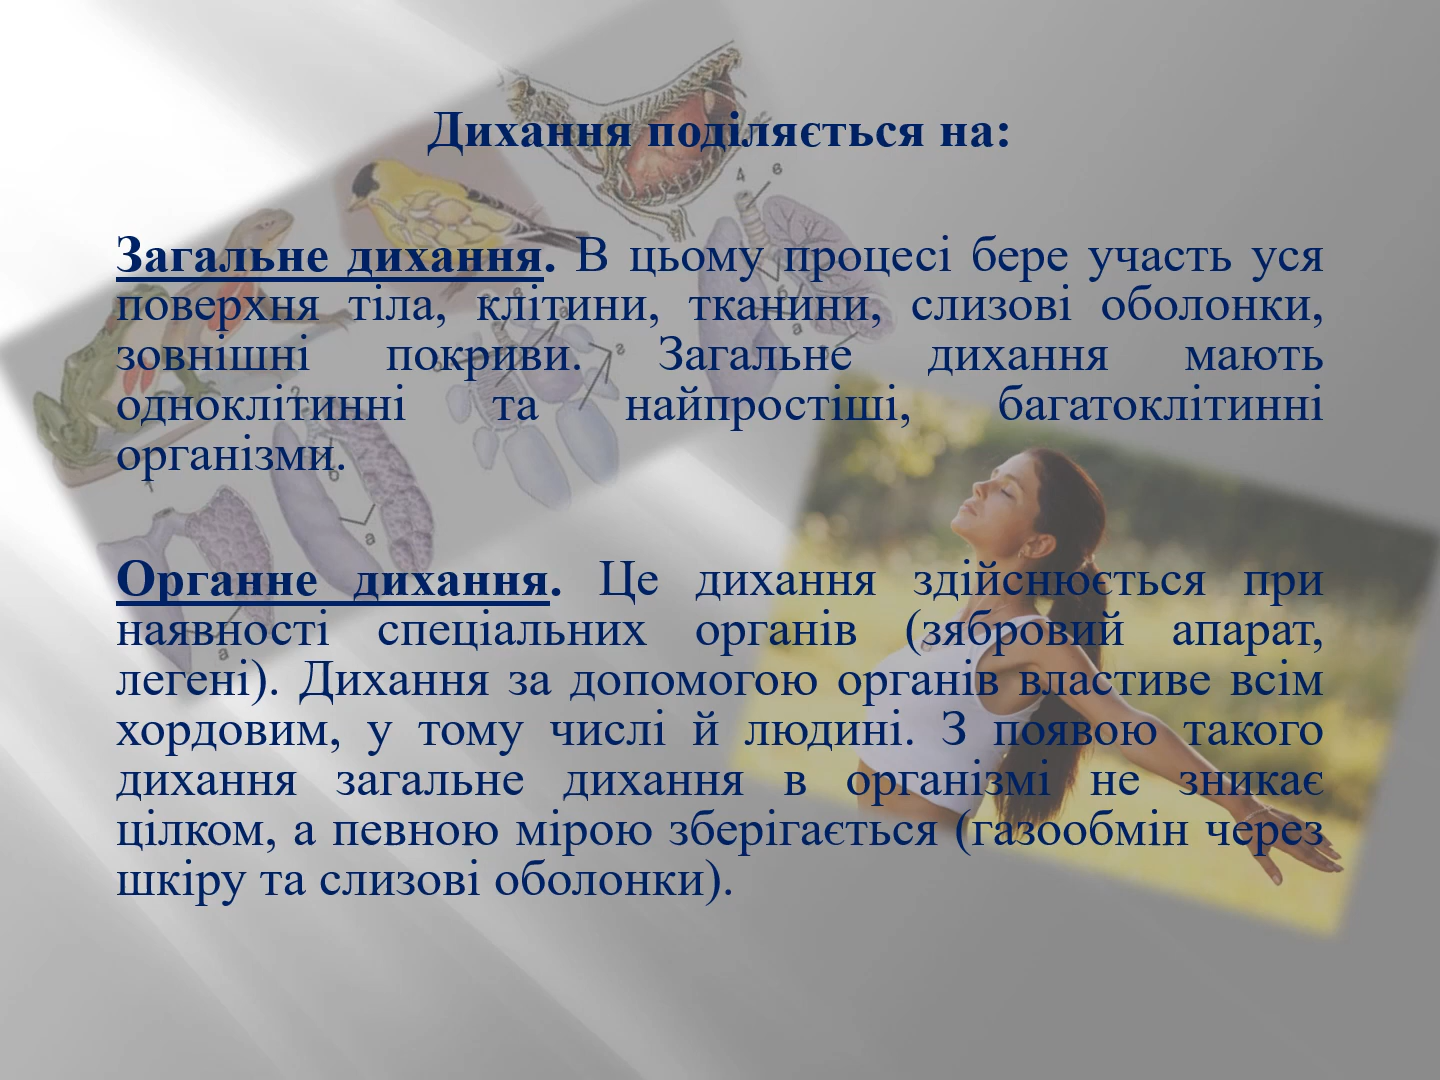 Дихання поділяється на:
Загальне дихання. В цьому процесі бере участь уся
поверхня тіла, клітини, тканини, слизові оболонки,
зовнішні покриви. Загальне дихання мають
одноклітинні та найпростіші, багатоклітинні
організми.
Органне дихання. Це дихання здійснюється при
наявності спеціальних органів (зябровий апарат,
легені). Дихання за допомогою органів властиве всім
хордовим, у тому числі й людині. З появою такого
дихання загальне дихання в організмі не зникає
цілком, а певною мірою зберігається (газообмін через
шкіру та слизові оболонки).